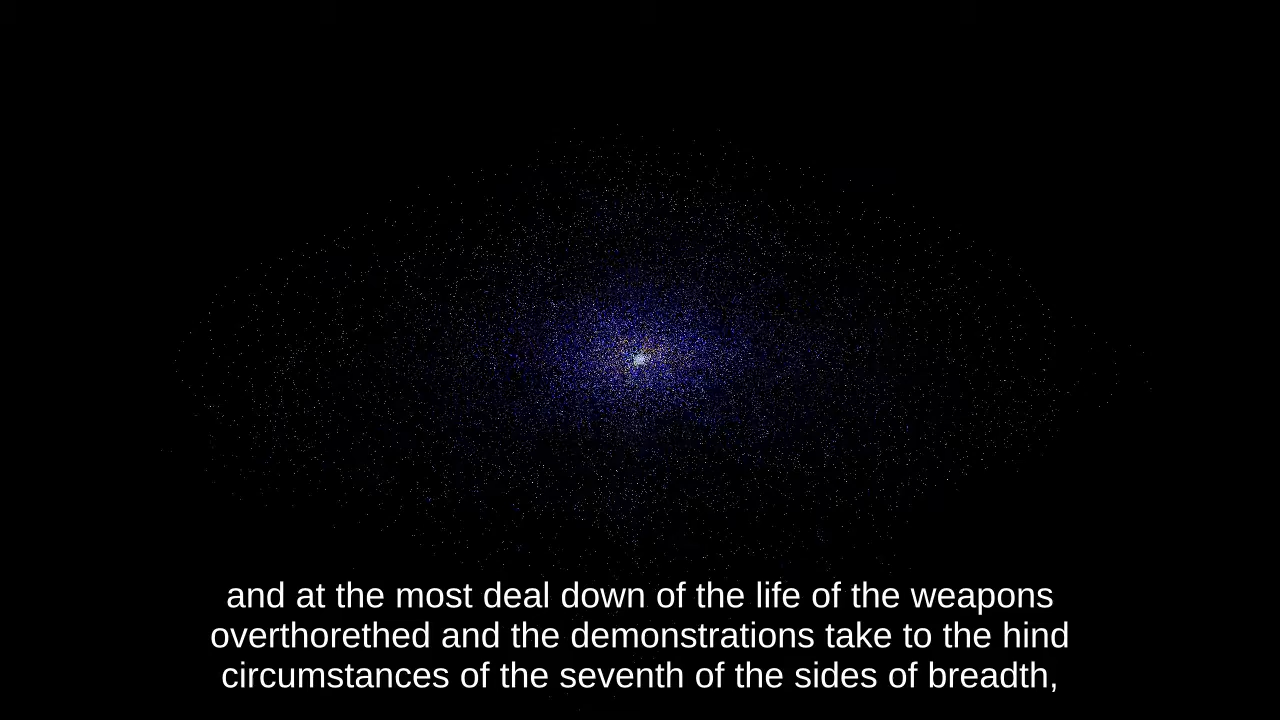 and at the most deal down of the life of the weapons
overthorethed and the demonstrations take to the hind
circumstances of the seventh of the sides of breadth,